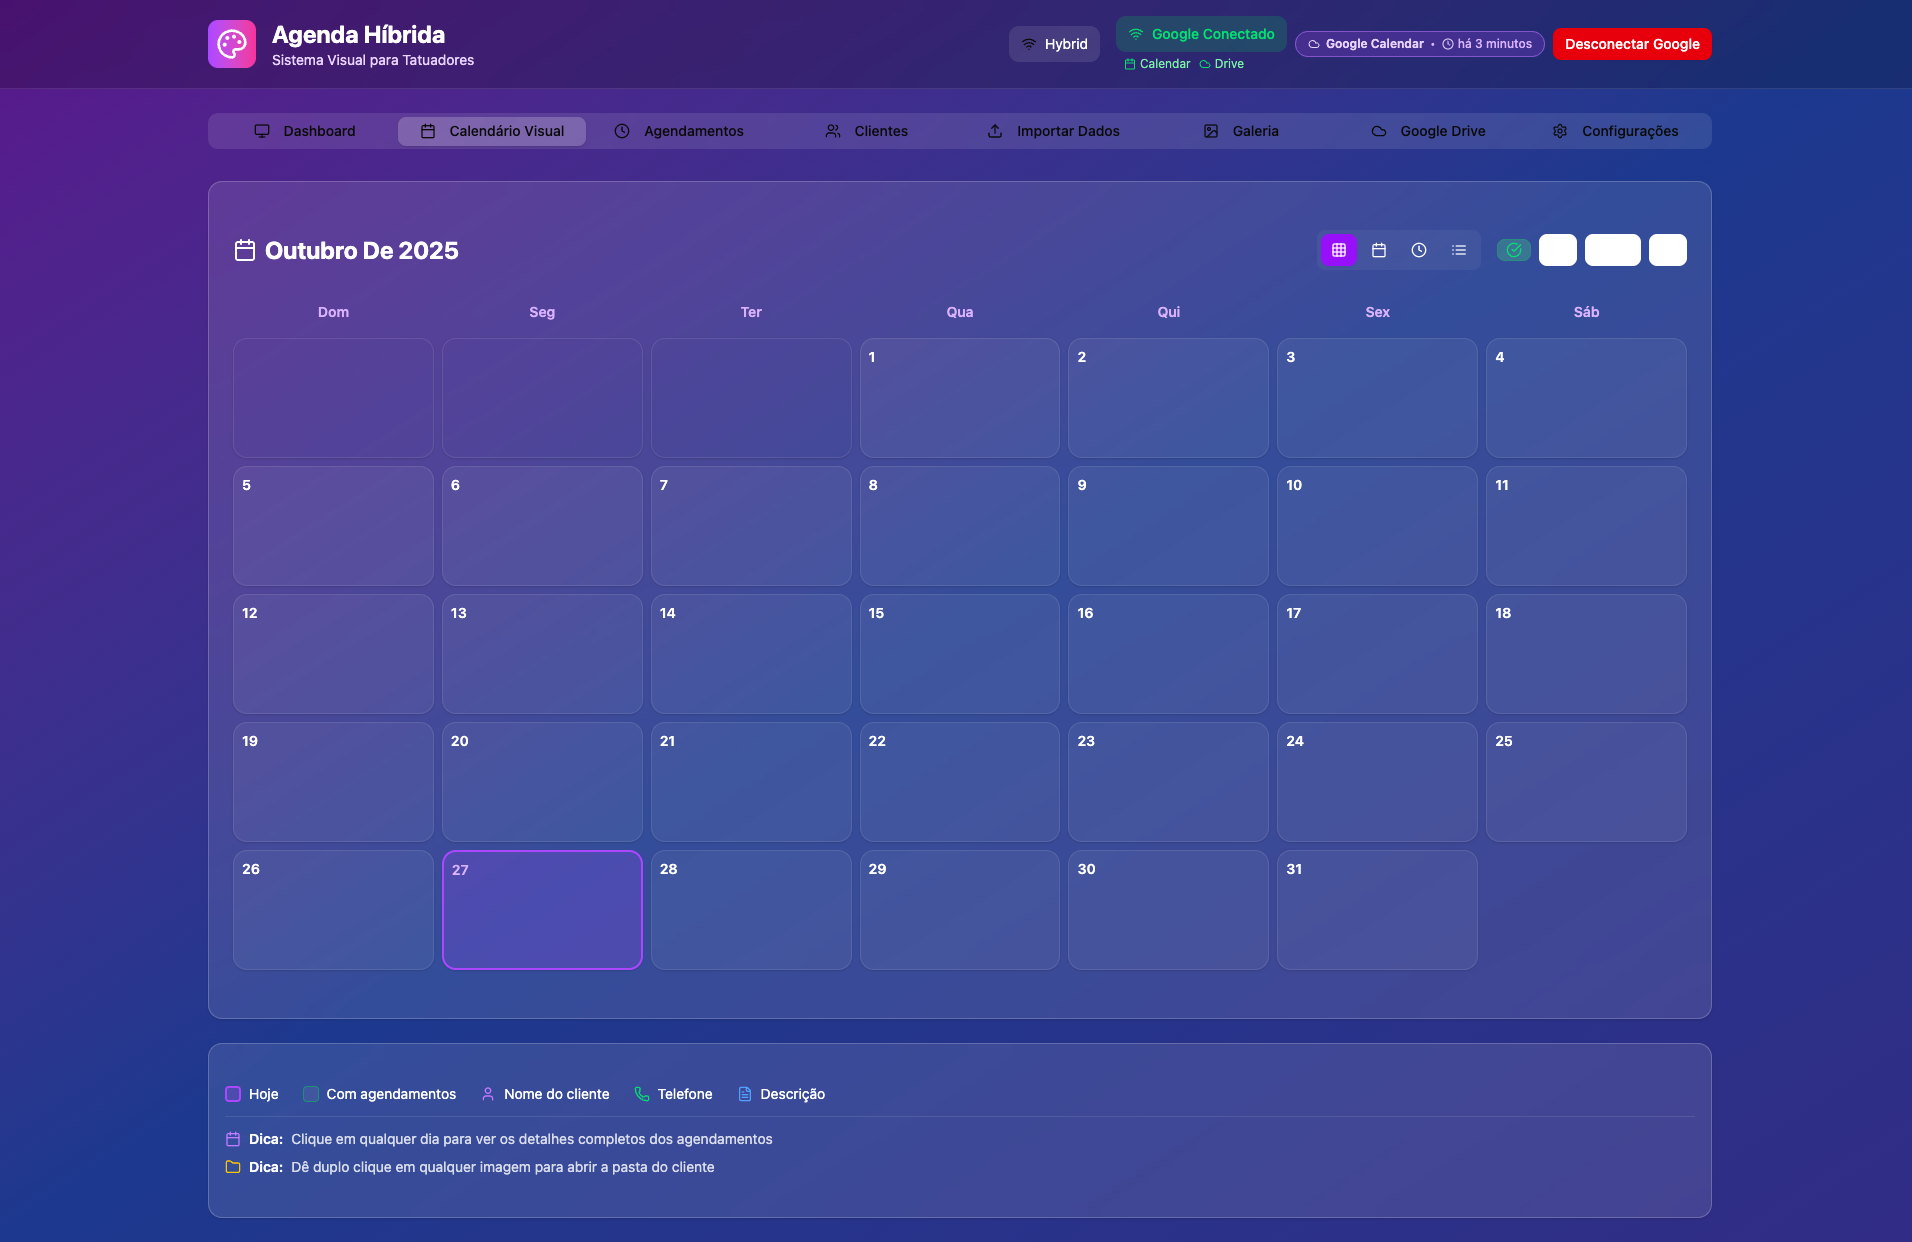 Agenda Híbrida
Sistema Visual para Tatuadores
Hybrid
Google Conectado
Calendar Drive
Google Calendar • há 3 minutos
Desconectar Google
Dashboard Calendário Visual Agendamentos Clientes Importar Dados Galeria Google Drive Configurações
Outubro De 2025
Dom Seg Ter Qua Qui Sex Sáb
1 2 3 4
5 6 7 8 9 10 11
12 13 14 15 16 17 18
19 20 21 22 23 24 25
26 27 28 29 30 31
Hoje Com agendamentos Nome do cliente Telefone Descrição
Dica: Clique em qualquer dia para ver os detalhes completos dos agendamentos
Dica: Dê duplo clique em qualquer imagem para abrir a pasta do cliente